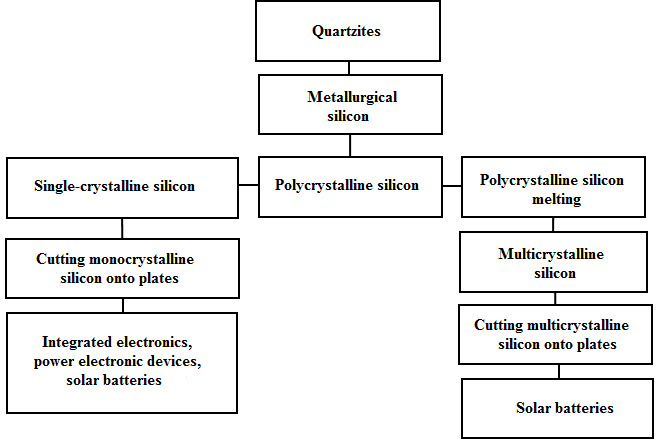 Quartzites
Metallurgical
silicon
Single-crystalline silicon
Polycrystalline silicon
Polycrystalline silicon
melting
Cutting monocrystalline
silicon onto plates
Multicrystalline
silicon
Integrated electronics,
power electronic devices,
solar batteries
Cutting multicrystalline
silicon onto plates
Solar batteries